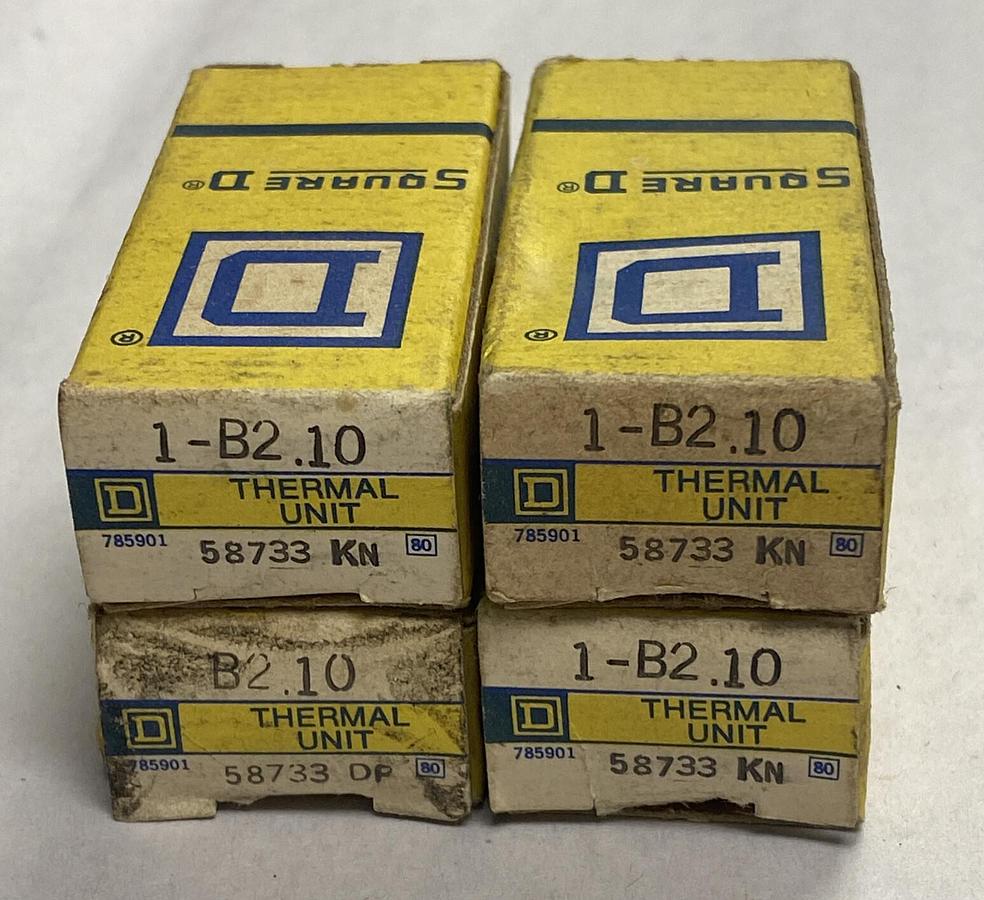 SQUARE D®
D
®
1-B2.10
D THERMAL
UNIT
785901 58733 KN 80
SQUARE D®
D
®
1-B2.10
D THERMAL
UNIT
785901 58733 KN 80
B2.10
D THERMAL
UNIT
785901 58733 DP 80
1-B2.10
D THERMAL
UNIT
785901 58733 KN 80